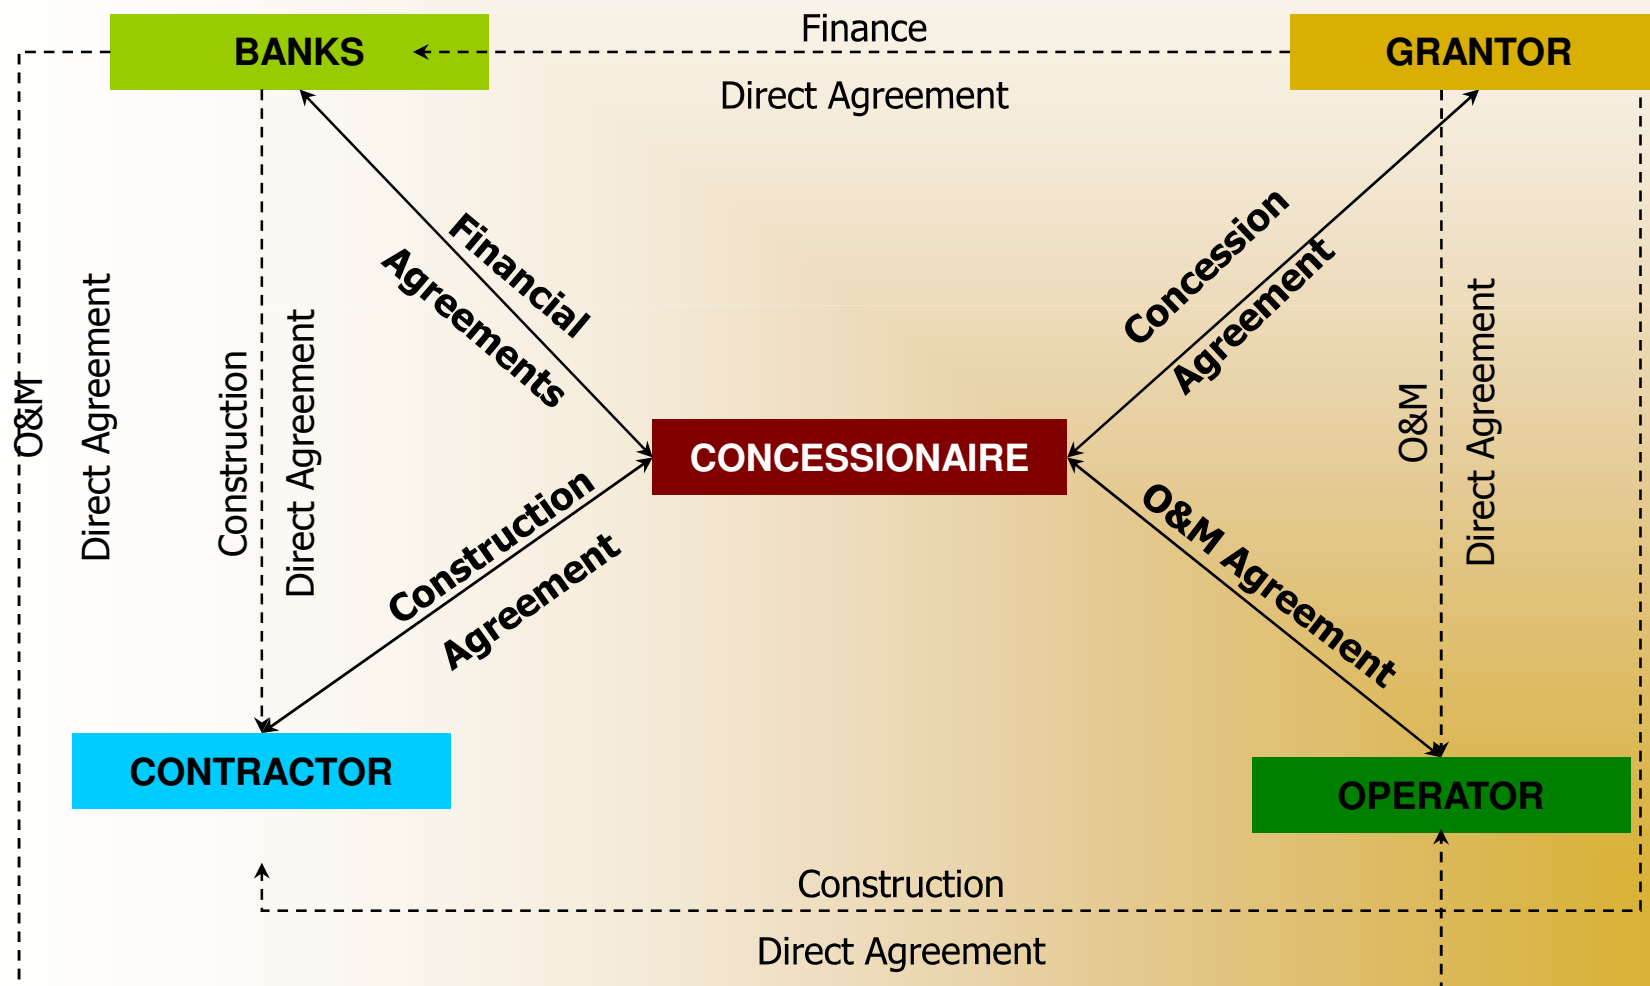 Finance
BANKS
GRANTOR
Direct Agreement
Financial
Agreements
Concession
Agreement
O&M
Direct Agreement
Construction
Direct Agreement
O&M
Direct Agreement
CONCESSIONAIRE
Construction
Agreement
O&M Agreement
CONTRACTOR
OPERATOR
Construction
Direct Agreement